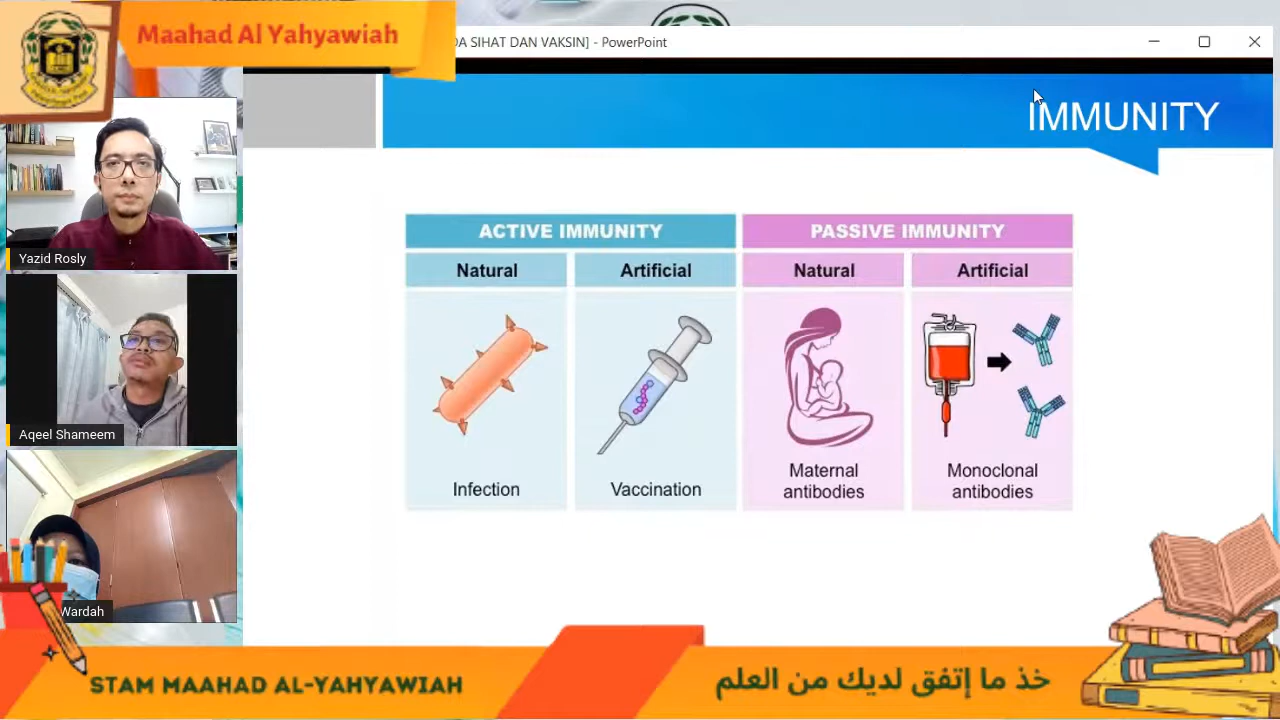 Maahad Al Yahyawiah
DA SIHAT DAN VAKSIN] - PowerPoint
IMMUNITY
Yazid Rosly
Aqeel Shameem
Wardah
ACTIVE IMMUNITY
PASSIVE IMMUNITY
Natural
Artificial
Natural
Artificial
Infection
Vaccination
Maternal
antibodies
Monoclonal
antibodies
STAM MAAHAD AL-YAHYAWIAH
خذ ما إتفق لديك من العلم